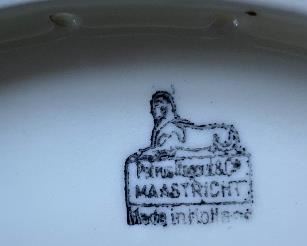 Petrus Regout & Co.
MAASTRICHT
Made in Holland